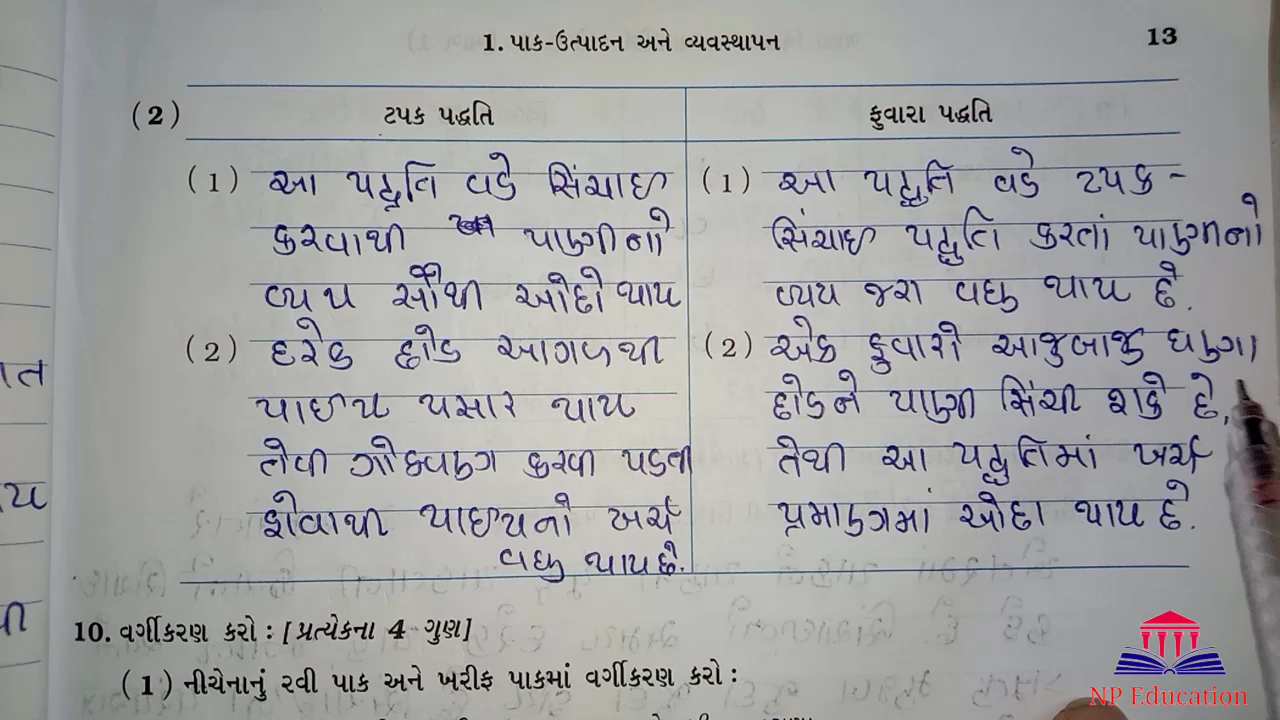 1. પાક-ઉત્પાદન અને વ્યવસ્થાપન
13
(2)
ટપક પદ્ધતિ
ફુવારા પદ્ધતિ
(1) આ પદ્ધતિ વડે સિંચાઇ
કરવાથી પાણીનો
વ્યય સૌથી ઓછો થાય
(2) દરેક છોડ આગળથી
પાઇપ પસાર થાય
તેવી ગોઠવણ કરવી પડતી
હોવાથી પાઇપનો ખર્ચ
વધુ થાય છે.
(1) આ પદ્ધતિ વડે ટપક-
સિંચાઇ પદ્ધતિ કરતાં પાણીનો
વ્યય જરા વધુ થાય છે.
(2) એક ફુવારો આજુબાજુ ઘણા
છોડને પાણી સિંચી શકે છે,
તેથી આ પદ્ધતિમાં ખર્ચ
પ્રમાણમાં ઓછો થાય છે.
10. વર્ગીકરણ કરો : [પ્રત્યેકના 4 ગુણ]
(1) નીચેનાનું રવી પાક અને ખરીફ પાકમાં વર્ગીકરણ કરો :
NP Education